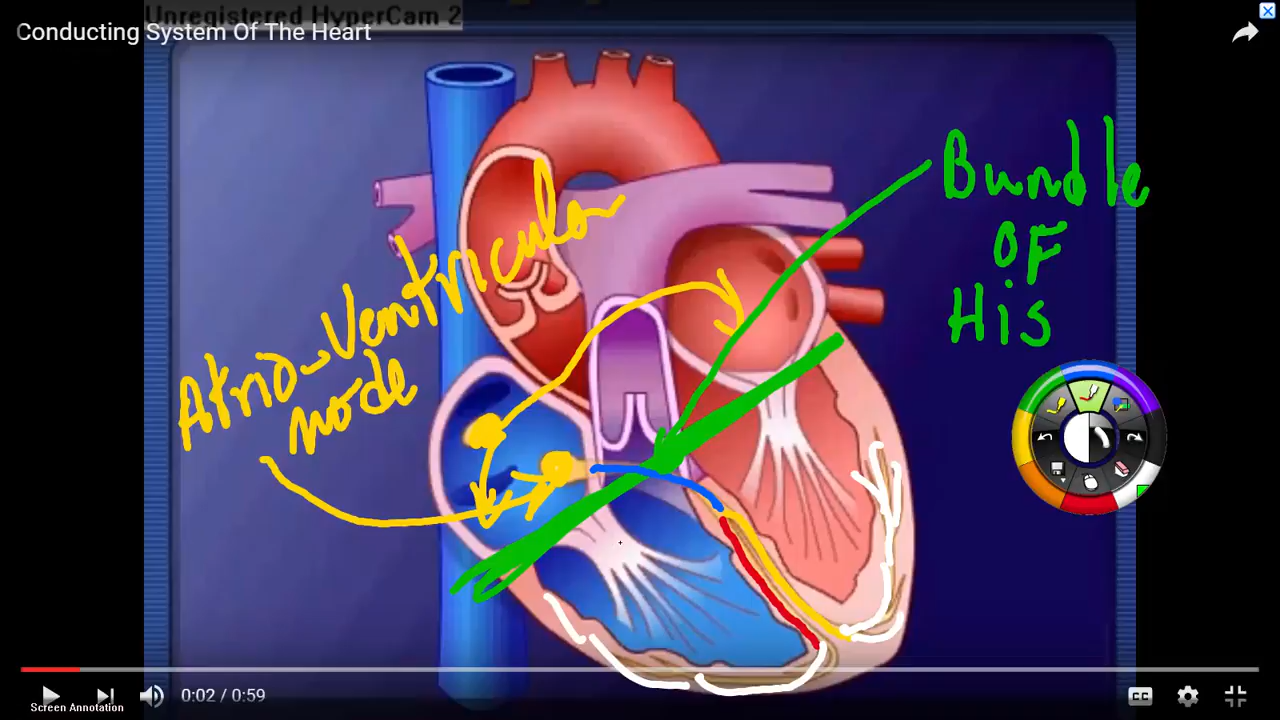 Unregistered HyperCam 2
Conducting System Of The Heart
Atrio-Ventricular
node
Bundle
OF
His
0:02 / 0:59
CC
Screen Annotation